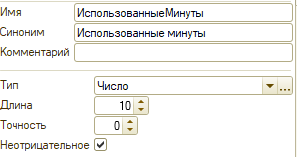 Имя ИспользованныеМинуты
Синоним Использованные минуты
Комментарий
Тип Число ...
Длина 10
Точность 0
Неотрицательное